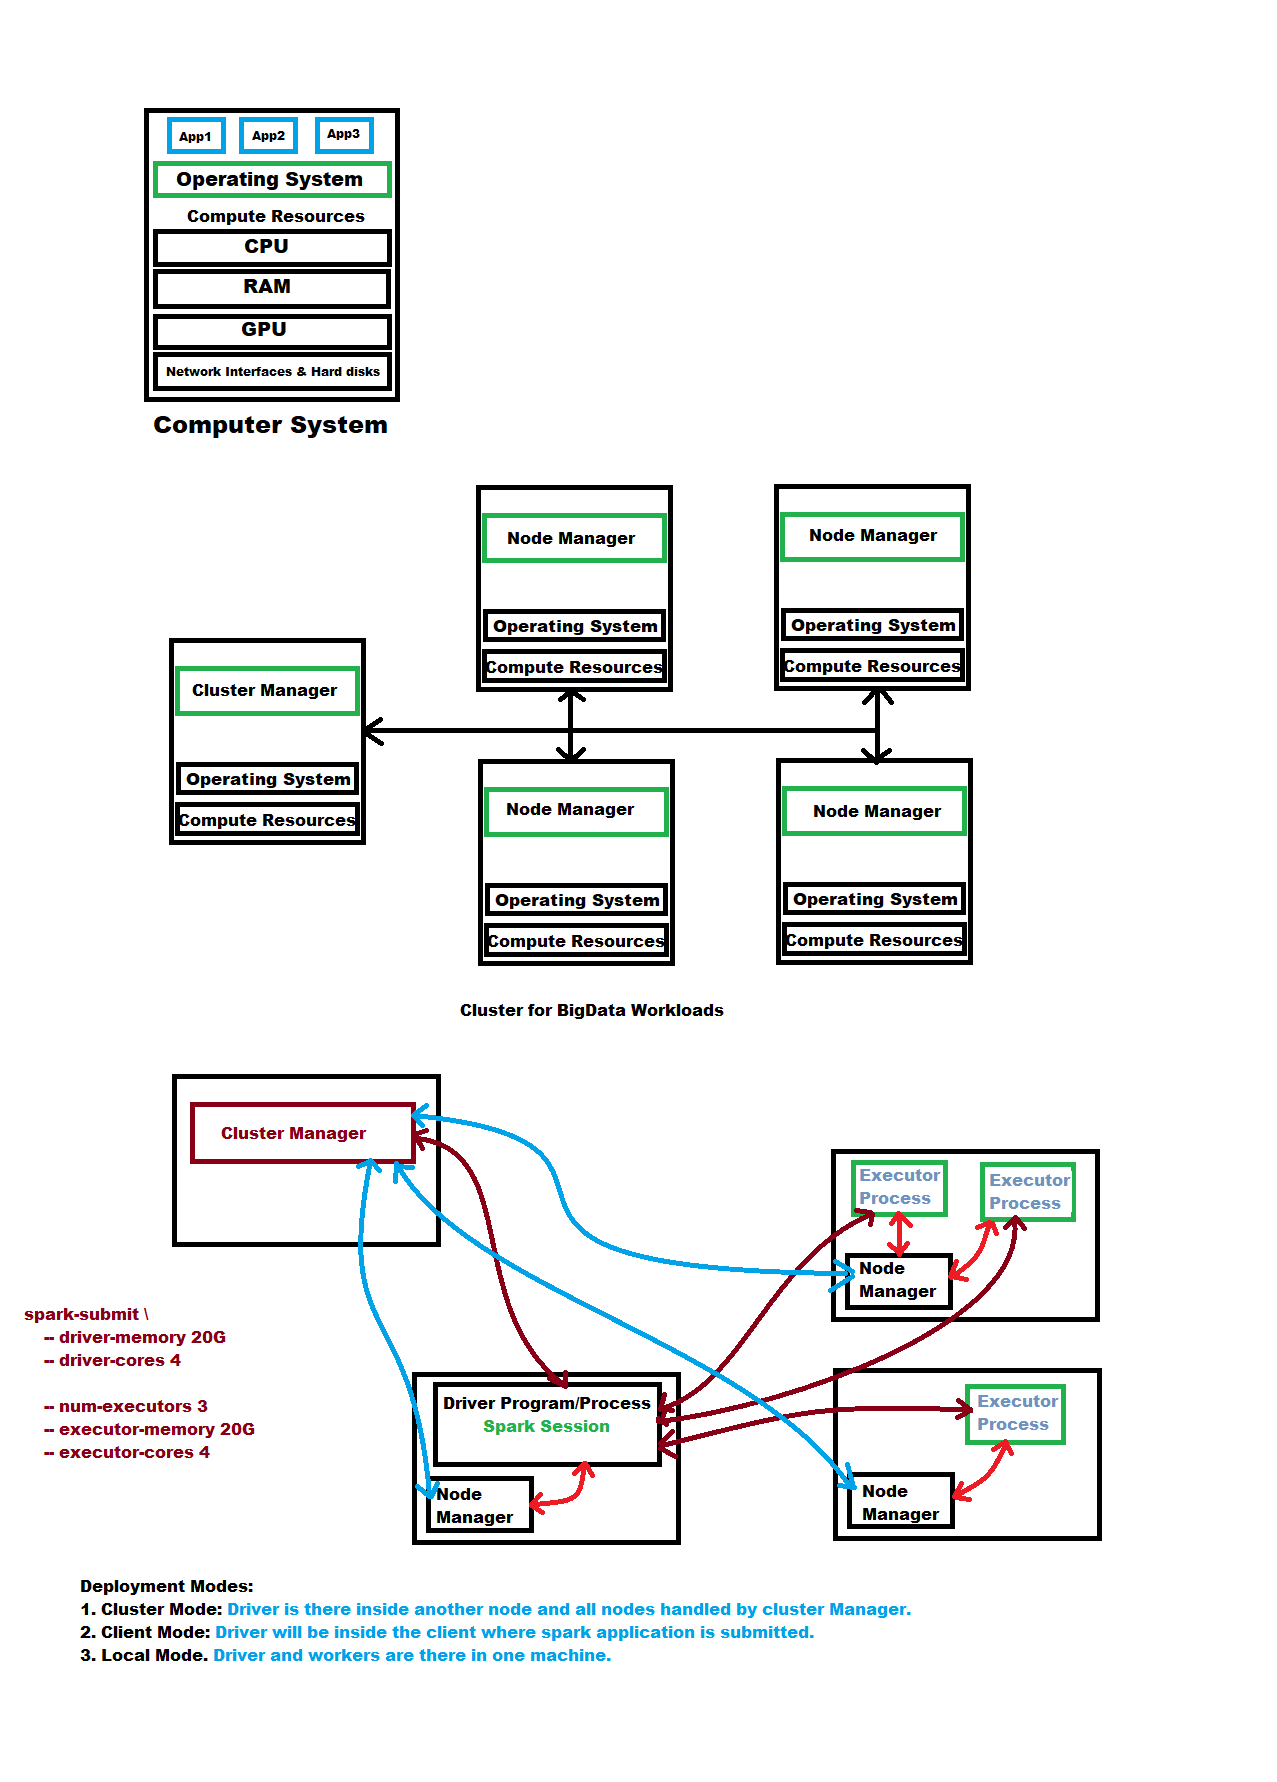 App1
App2
App3
Operating System
Compute Resources
CPU
RAM
GPU
Network Interfaces & Hard disks
Computer System
Node Manager
Operating System
Compute Resources
Node Manager
Operating System
Compute Resources
Cluster Manager
Operating System
Compute Resources
Node Manager
Operating System
Compute Resources
Node Manager
Operating System
Compute Resources
Cluster for BigData Workloads
Cluster Manager
Executor
Process
Executor
Process
Node
Manager
spark-submit \
-- driver-memory 20G
-- driver-cores 4
-- num-executors 3
-- executor-memory 20G
-- executor-cores 4
Driver Program/Process
Spark Session
Node
Manager
Executor
Process
Node
Manager
Deployment Modes:
1. Cluster Mode: Driver is there inside another node and all nodes handled by cluster Manager.
2. Client Mode: Driver will be inside the client where spark application is submitted.
3. Local Mode. Driver and workers are there in one machine.